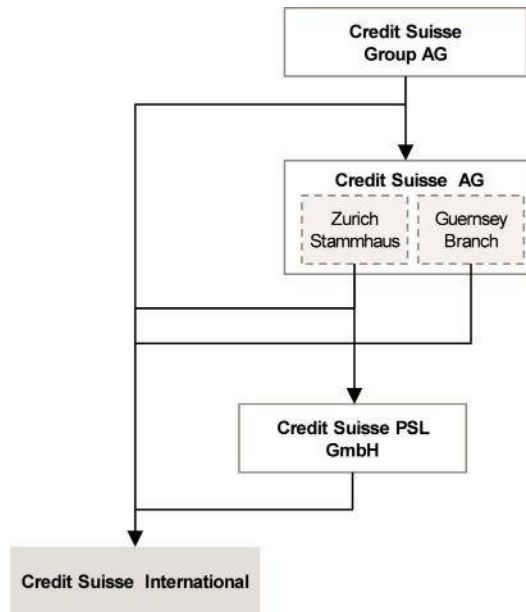 Credit Suisse
Group AG
Credit Suisse AG
Zurich
Stammhaus
Guernsey
Branch
Credit Suisse PSL
GmbH
Credit Suisse International